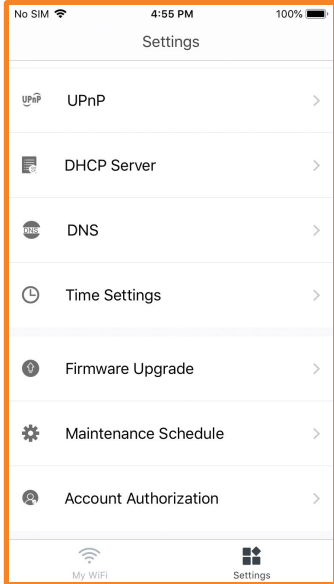 No SIM 4:55 PM 100%
Settings
UPnP UPnP
DHCP Server
DNS DNS
Time Settings
Firmware Upgrade
Maintenance Schedule
Account Authorization
My WiFi Settings